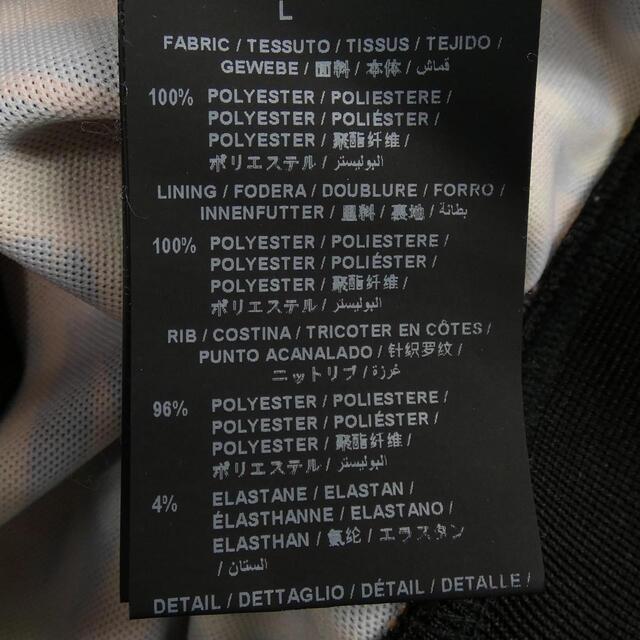 L
FABRIC / TESSUTO / TISSUS / TEJIDO /
GEWEBE / 面料 / 本体 / قماش
100% POLYESTER / POLIESTERE /
POLYESTER / POLIÉSTER /
POLYESTER / 聚酯纤维 /
ポリエステル / البوليستر
LINING / FODERA / DOUBLURE / FORRO /
INNENFUTTER / 里料 / 裏地 / بطانة
100% POLYESTER / POLIESTERE /
POLYESTER / POLIÉSTER /
POLYESTER / 聚酯纤维 /
ポリエステル / البوليستر
RIB / COSTINA / TRICOTER EN CÔTES /
PUNTO ACANALADO / 针织罗纹 /
ニットリブ / غرزة
96% POLYESTER / POLIESTERE /
POLYESTER / POLIÉSTER /
POLYESTER / 聚酯纤维 /
ポリエステル / البوليستر
4% ELASTANE / ELASTAN /
ÉLASTHANNE / ELASTANO /
ELASTHAN / 氨纶 / エラスタン
/ الستان
DETAIL / DETTAGLIO / DÉTAIL / DETALLE /